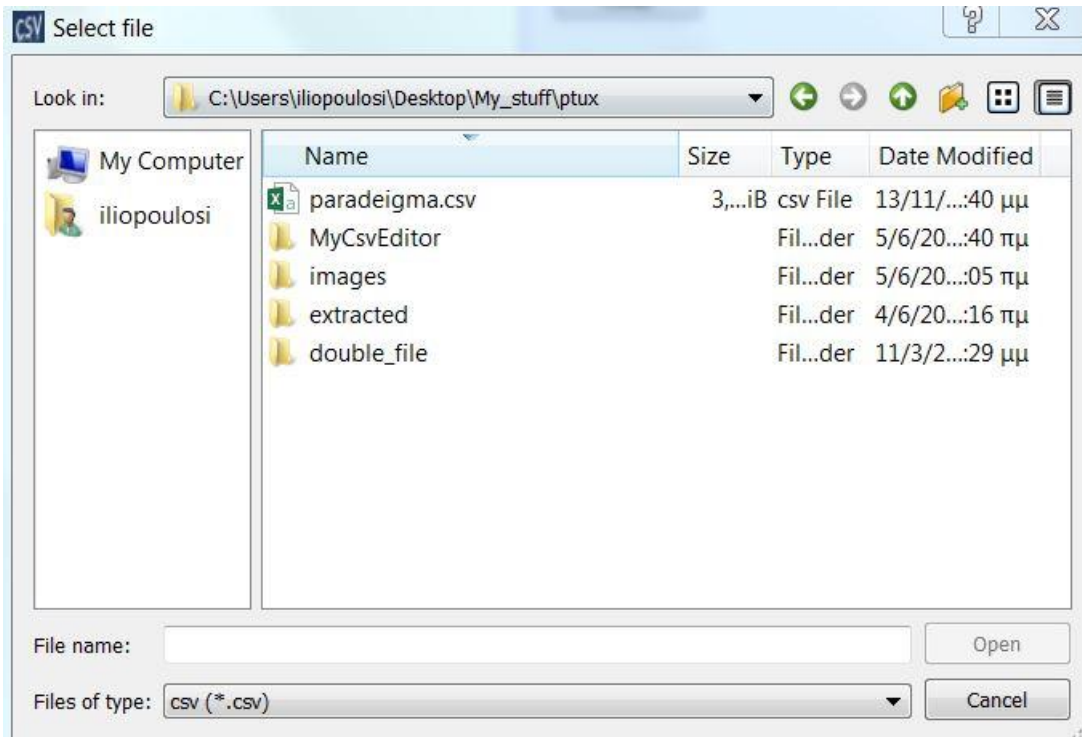 CSV Select file
Look in: C:\Users\iliopoulosi\Desktop\My_stuff\ptux
My Computer
iliopoulosi
Name Size Type Date Modified
paradeigma.csv 3,...iB csv File 13/11/...:40 μμ
MyCsvEditor Fil...der 5/6/20...:40 πμ
images Fil...der 5/6/20...:05 πμ
extracted Fil...der 4/6/20...:16 πμ
double_file Fil...der 11/3/2...:29 μμ
File name: Open
Files of type: csv (*.csv) Cancel